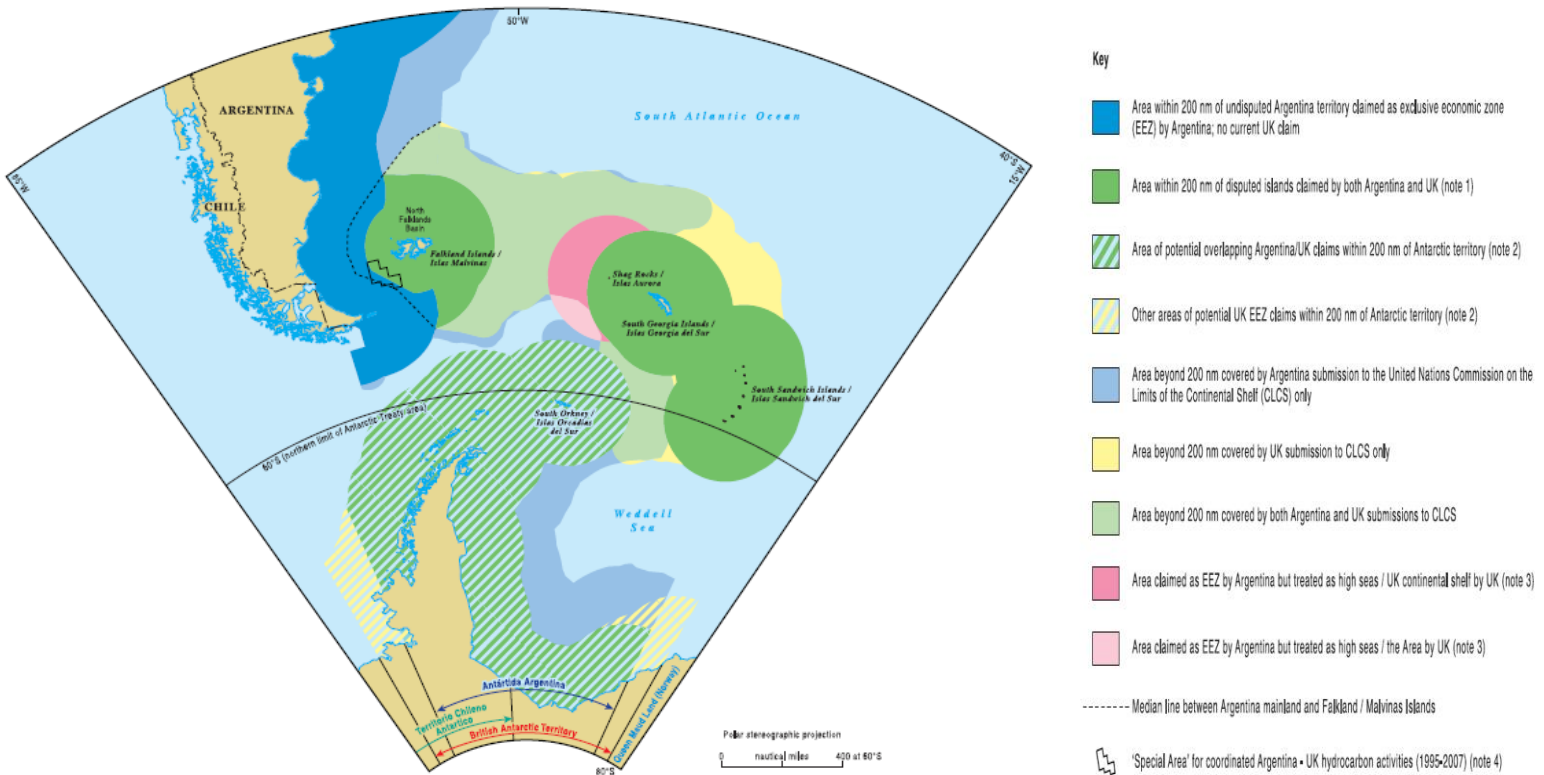 50°W
ARGENTINA
South Atlantic Ocean
40°S
15°W
CHILE
North
Falklands
Basin
Falkland Islands /
Islas Malvinas
Shag Rocks /
Islas Aurora
South Georgia Islands /
Islas Georgia del Sur
South Sandwich Islands /
Islas Sandwich del Sur
60°S (northern limit of Antarctic Treaty area)
South Orkney /
Islas Orcadas
del Sur
Weddell
Sea
Antártida Argentina
Territorio Chileno
Antártico
British Antarctic Territory
Queen Maud Land (Norway)
80°S
Polar stereographic projection
0 nautical miles 400 at 60°S
Key
Area within 200 nm of undisputed Argentina territory claimed as exclusive economic zone
(EEZ) by Argentina; no current UK claim
Area within 200 nm of disputed islands claimed by both Argentina and UK (note 1)
Area of potential overlapping Argentina/UK claims within 200 nm of Antarctic territory (note 2)
Other areas of potential UK EEZ claims within 200 nm of Antarctic territory (note 2)
Area beyond 200 nm covered by Argentina submission to the United Nations Commission on the
Limits of the Continental Shelf (CLCS) only
Area beyond 200 nm covered by UK submission to CLCS only
Area beyond 200 nm covered by both Argentina and UK submissions to CLCS
Area claimed as EEZ by Argentina but treated as high seas / UK continental shelf by UK (note 3)
Area claimed as EEZ by Argentina but treated as high seas / the Area by UK (note 3)
Median line between Argentina mainland and Falkland / Malvinas Islands
'Special Area' for coordinated Argentina - UK hydrocarbon activities (1995-2007) (note 4)